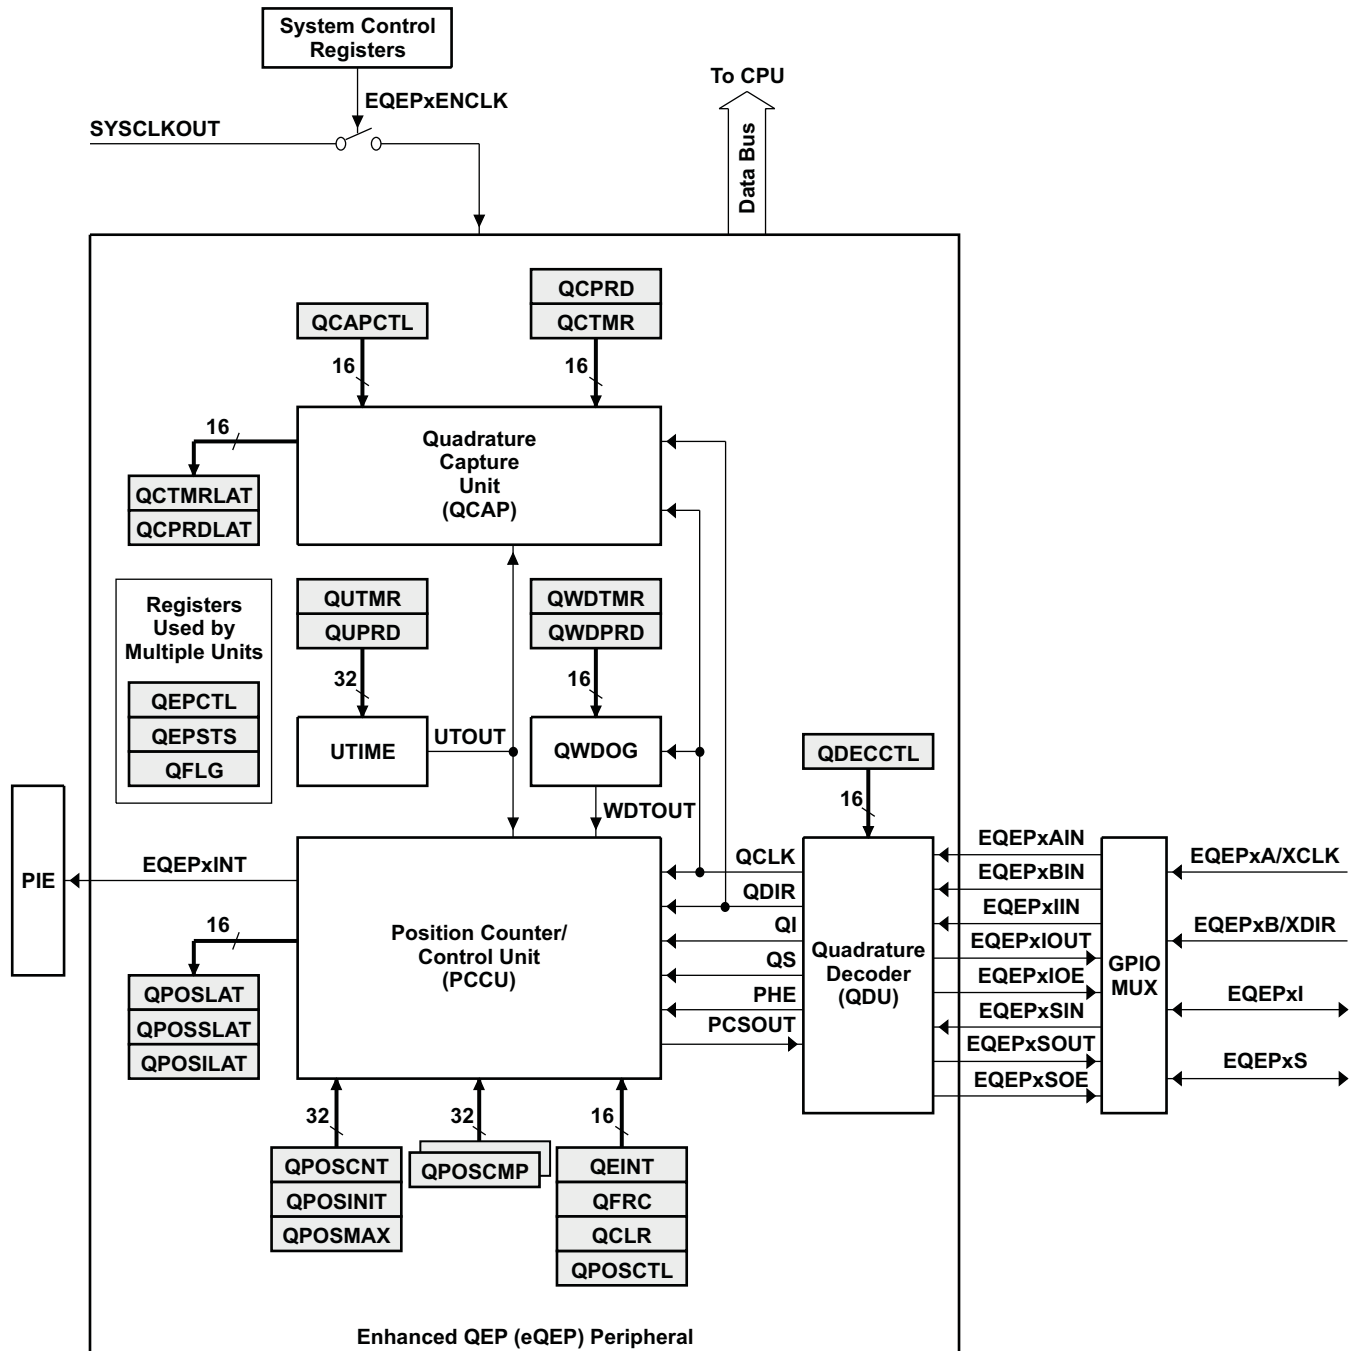 System Control
Registers
To CPU
EQEPxENCLK
SYSCLKOUT
Data Bus
QCPRD
QCAPCTL
QCTMR
16
16
16
Quadrature
Capture
Unit
(QCAP)
QCTMRLAT
QCPRDLAT
Registers
Used by
Multiple Units
QEPCTL
QEPSTS
QFLG
QUTMR
QUPRD
QWDTMR
QWDPRD
32
16
UTIME
UTOUT
QWDOG
QDECCTL
WDTOUT
16
PIE
EQEPxINT
16
Position Counter/
Control Unit
(PCCU)
QCLK
QDIR
QI
QS
PHE
PCSOUT
Quadrature
Decoder
(QDU)
EQEPxAIN
EQEPxBIN
EQEPxIIN
EQEPxIOUT
EQEPxIOE
EQEPxSIN
EQEPxSOUT
EQEPxSOE
GPIO
MUX
EQEPxA/XCLK
EQEPxB/XDIR
EQEPxI
EQEPxS
QPOSLAT
QPOSSLAT
QPOSILAT
32
32
16
QPOSCNT
QPOSINIT
QPOSMAX
QPOSCMP
QEINT
QFRC
QCLR
QPOSCTL
Enhanced QEP (eQEP) Peripheral